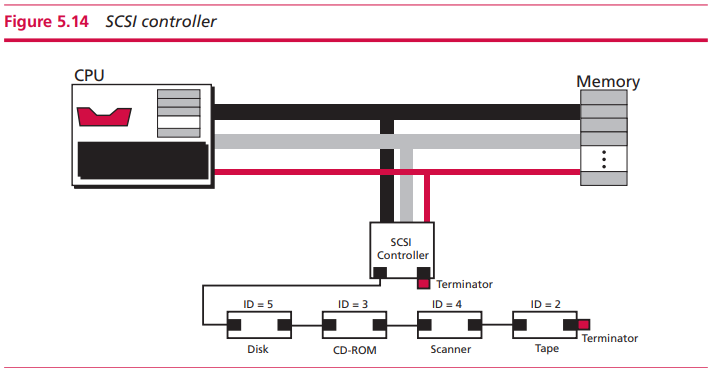 Figure 5.14 SCSI controller
CPU
Memory
SCSI
Controller
Terminator
ID = 5
ID = 3
ID = 4
ID = 2
Disk
CD-ROM
Scanner
Tape
Terminator